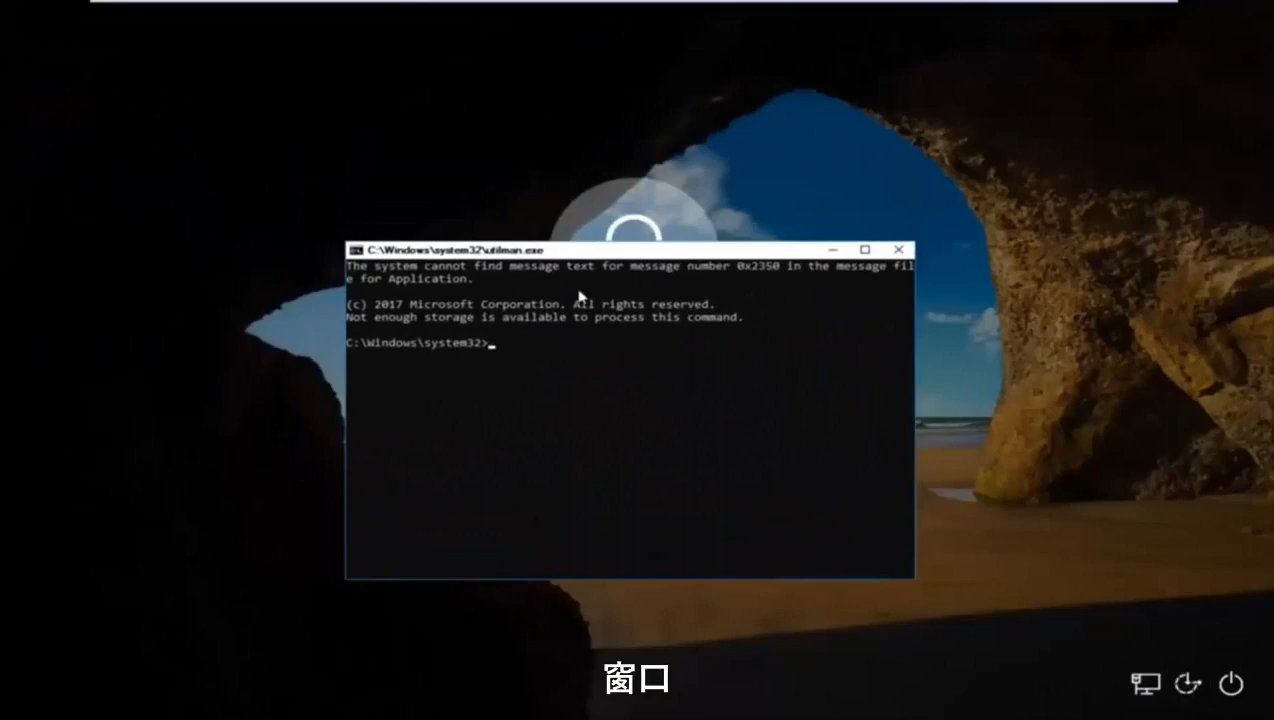 C:\Windows\system32\utilman.exe
The system cannot find message text for message number 0x2350 in the message fil
e for Application.
(c) 2017 Microsoft Corporation. All rights reserved.
Not enough storage is available to process this command.
C:\Windows\system32>
窗口